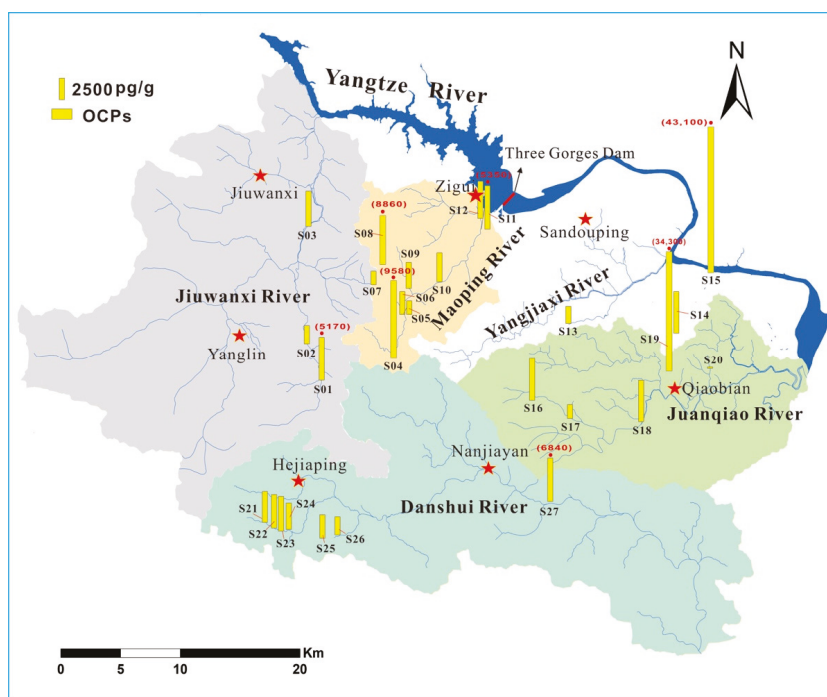 N
2500 pg/g
OCPs
Yangtze River
(43,100)
Three Gorges Dam
Jiuwanxi
Zigui
S12
S11
(8860)
S08
S03
Sandouping
S09
S10
S07
(9580)
S06
S05
Maoping River
(34,300)
S15
Jiuwanxi River
Yangjiaxi River
S14
S13
S19
(5170)
Yanglin
S02
S04
S20
S01
Qiaobian
S16
S17
S18
Juanqiao River
Nanjiayan
(6840)
Hejiaping
S21
S24
S22
S23
S25
S26
Danshui River
S27
Km
0 5 10 20